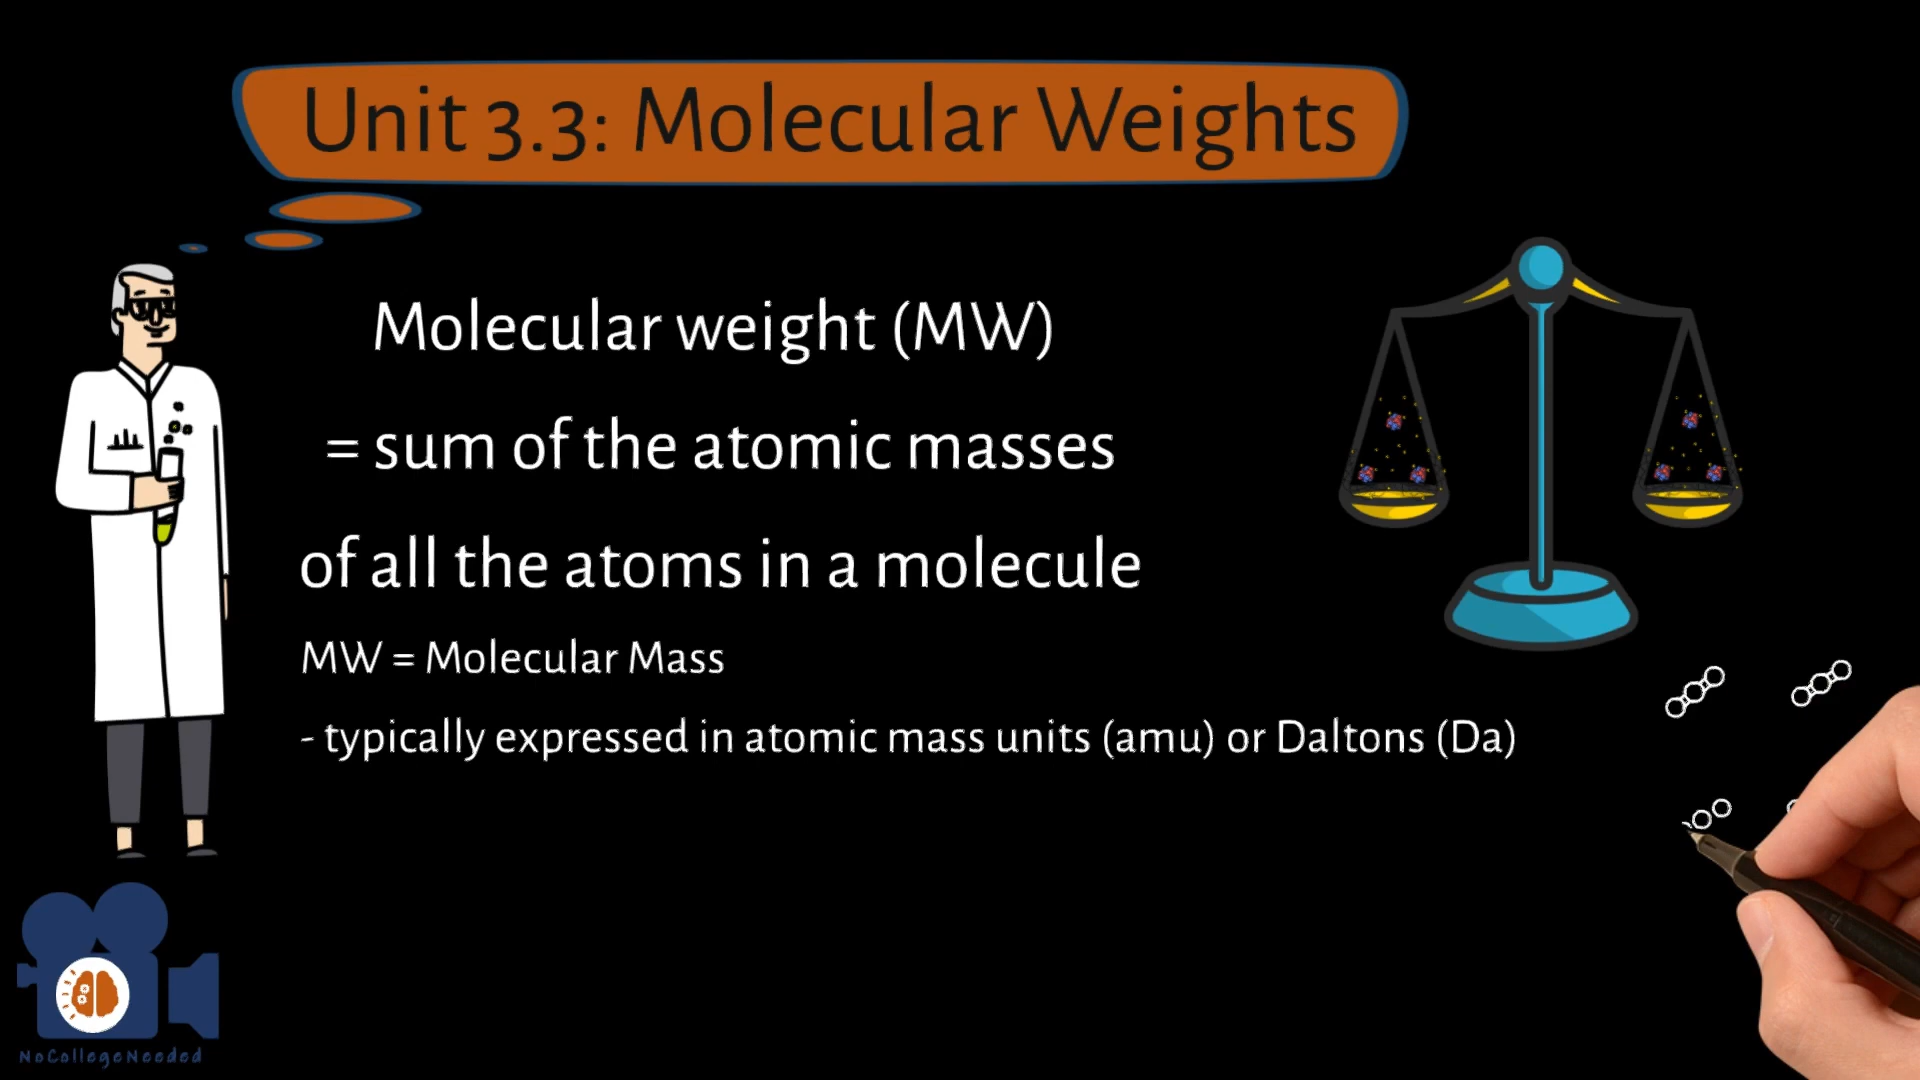 Unit 3.3: Molecular Weights
Molecular weight (MW)
= sum of the atomic masses
of all the atoms in a molecule
MW = Molecular Mass
- typically expressed in atomic mass units (amu) or Daltons (Da)
NoCollegeNeeded